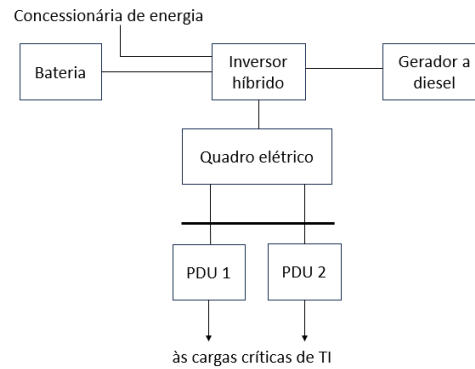 Concessionária de energia
Bateria
Inversor
híbrido
Gerador a
diesel
Quadro elétrico
PDU 1
PDU 2
às cargas críticas de TI